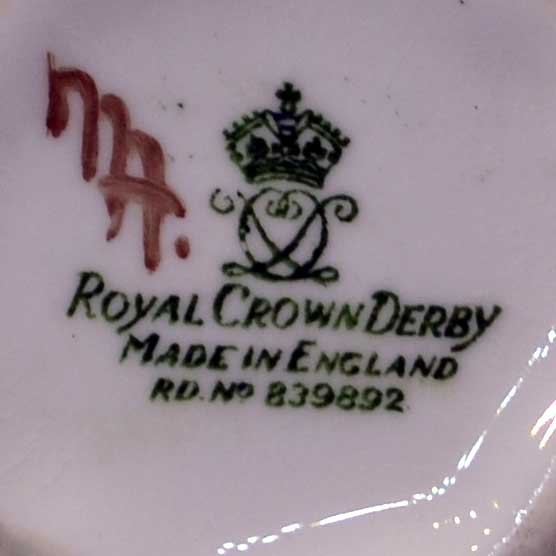 ROYAL CROWN DERBY
MADE IN ENGLAND
RD. Nº 839892